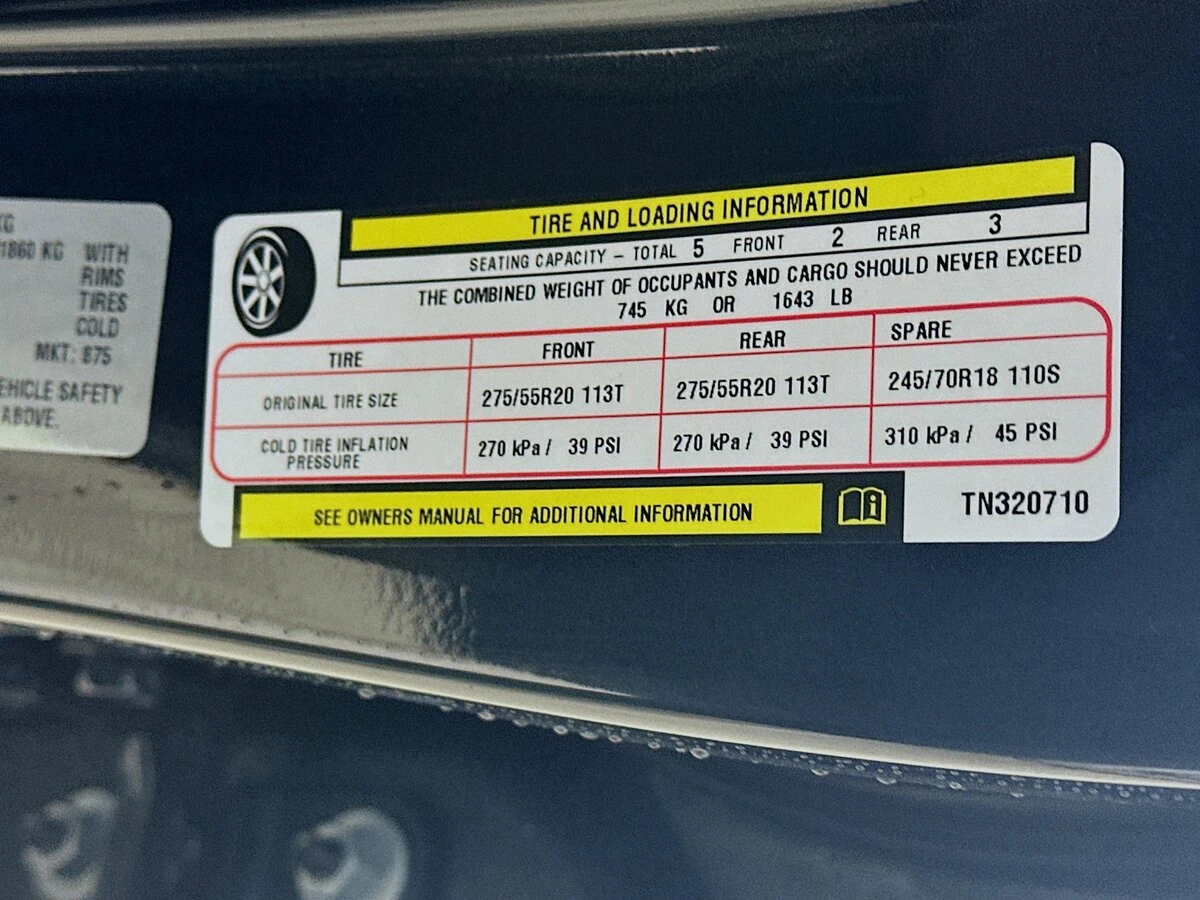 KG
1860 KG WITH
RIMS
TIRES
COLD
MKT: 875
VEHICLE SAFETY
ABOVE.
TIRE AND LOADING INFORMATION
SEATING CAPACITY – TOTAL 5 FRONT 2 REAR 3
THE COMBINED WEIGHT OF OCCUPANTS AND CARGO SHOULD NEVER EXCEED
745 KG OR 1643 LB
TIRE FRONT REAR SPARE
ORIGINAL TIRE SIZE 275/55R20 113T 275/55R20 113T 245/70R18 110S
COLD TIRE INFLATION PRESSURE 270 kPa / 39 PSI 270 kPa / 39 PSI 310 kPa / 45 PSI
SEE OWNERS MANUAL FOR ADDITIONAL INFORMATION
TN320710